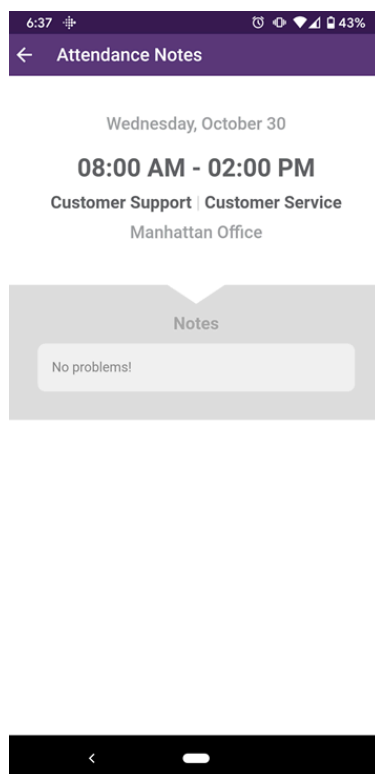 6:37 43%
Attendance Notes
Wednesday, October 30
08:00 AM - 02:00 PM
Customer Support | Customer Service
Manhattan Office
Notes
No problems!